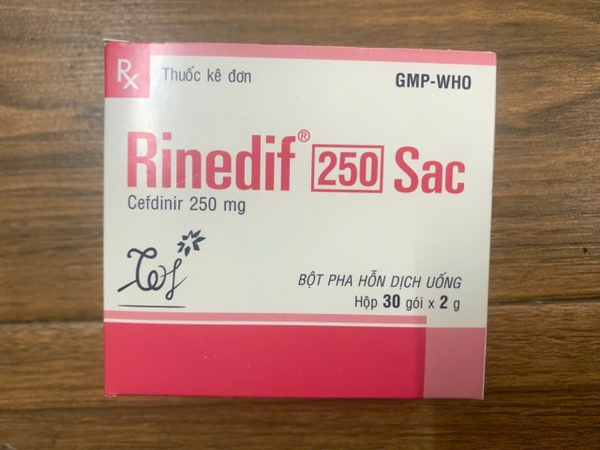 Rx Thuốc kê đơn
GMP-WHO
Rinedif® 250 Sac
Cefdinir 250 mg
BỘT PHA HỖN DỊCH UỐNG
Hộp 30 gói x 2 g